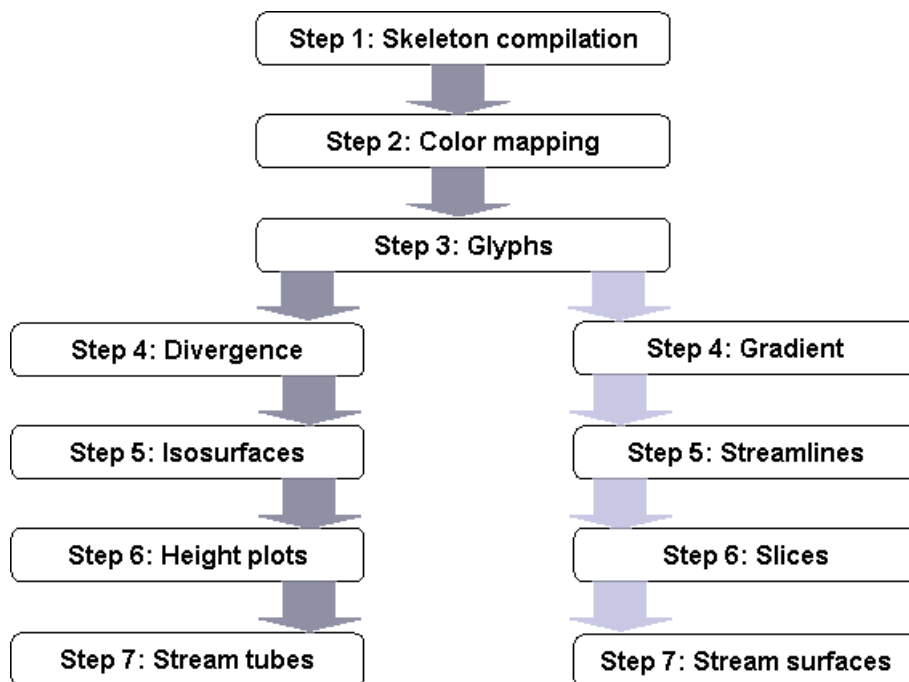 Step 1: Skeleton compilation
Step 2: Color mapping
Step 3: Glyphs
Step 4: Divergence
Step 4: Gradient
Step 5: Isosurfaces
Step 5: Streamlines
Step 6: Height plots
Step 6: Slices
Step 7: Stream tubes
Step 7: Stream surfaces